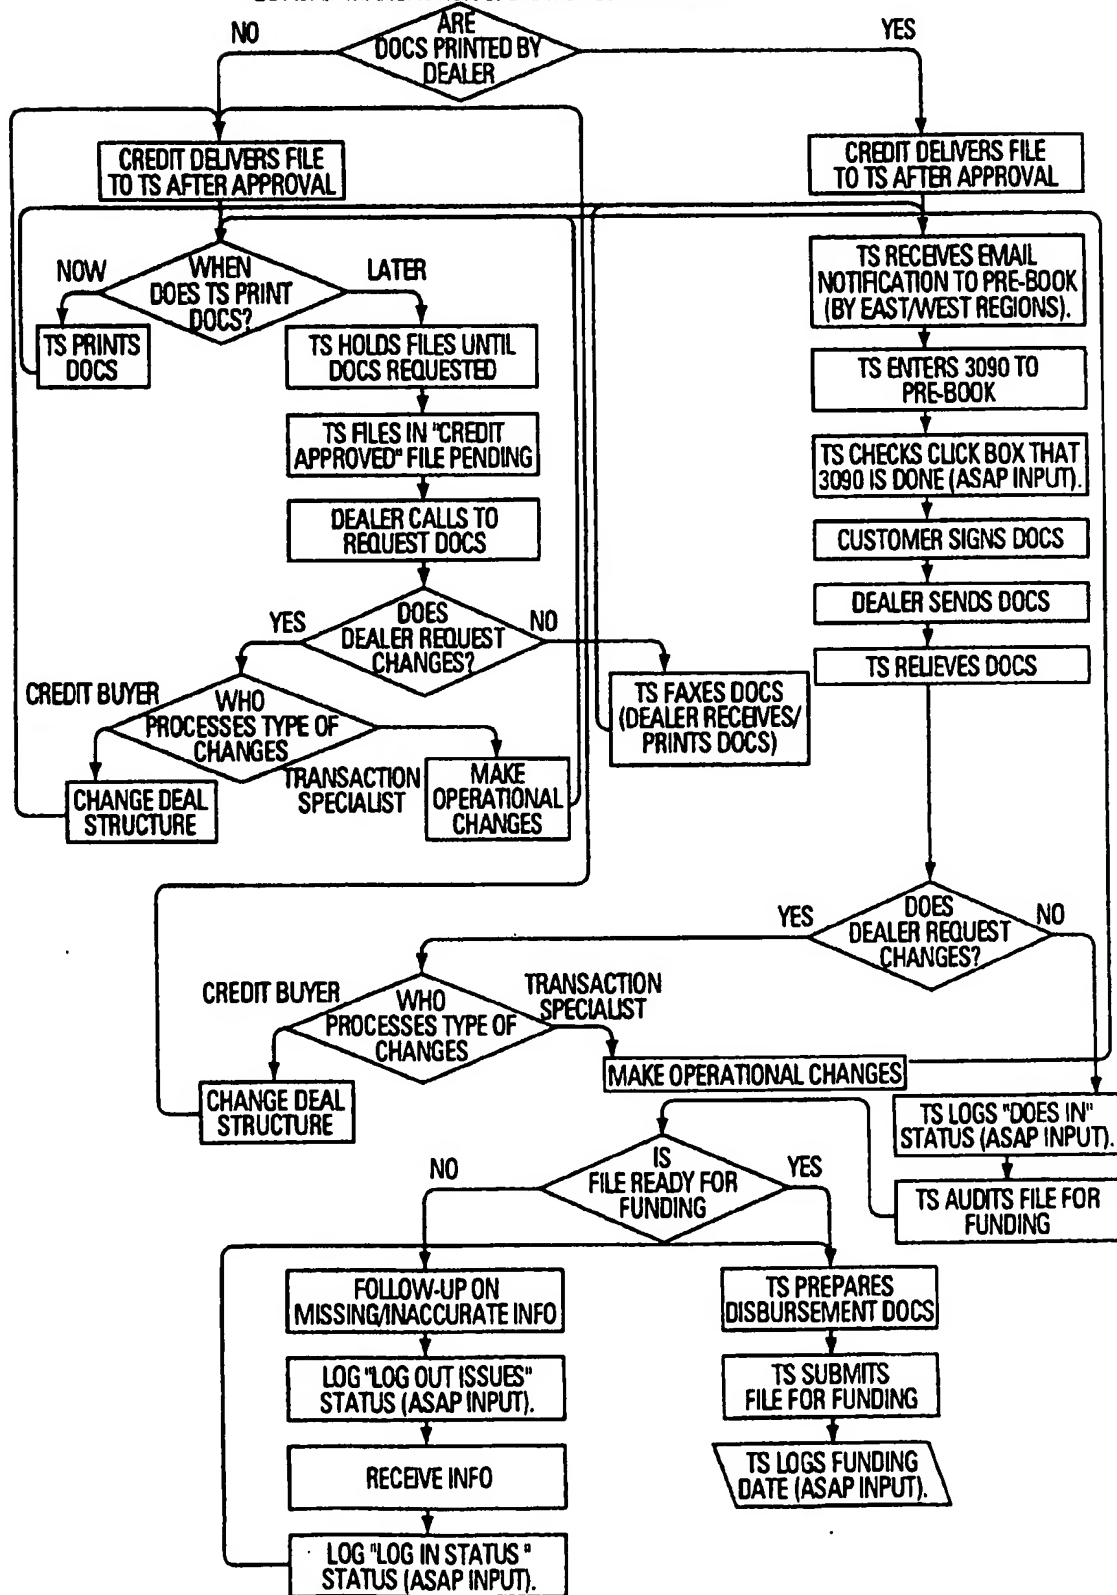 ARE
DOCS PRINTED BY
DEALER
NO
YES
CREDIT DELIVERS FILE
TO TS AFTER APPROVAL
CREDIT DELIVERS FILE
TO TS AFTER APPROVAL
WHEN
DOES TS PRINT
DOCS?
NOW
LATER
TS PRINTS
DOCS
TS HOLDS FILES UNTIL
DOCS REQUESTED
TS FILES IN "CREDIT
APPROVED" FILE PENDING
DEALER CALLS TO
REQUEST DOCS
DOES
DEALER REQUEST
CHANGES?
YES
NO
CREDIT BUYER
WHO
PROCESSES TYPE OF
CHANGES
TRANSACTION
SPECIALIST
CHANGE DEAL
STRUCTURE
MAKE
OPERATIONAL
CHANGES
TS FAXES DOCS
(DEALER RECEIVES/
PRINTS DOCS)
TS RECEIVES EMAIL
NOTIFICATION TO PRE-BOOK
(BY EAST/WEST REGIONS).
TS ENTERS 3090 TO
PRE-BOOK
TS CHECKS CLICK BOX THAT
3090 IS DONE (ASAP INPUT).
CUSTOMER SIGNS DOCS
DEALER SENDS DOCS
TS RELIEVES DOCS
DOES
DEALER REQUEST
CHANGES?
YES
NO
CREDIT BUYER
WHO
PROCESSES TYPE OF
CHANGES
TRANSACTION
SPECIALIST
CHANGE DEAL
STRUCTURE
MAKE OPERATIONAL CHANGES
TS LOGS "DOES IN"
STATUS (ASAP INPUT).
TS AUDITS FILE FOR
FUNDING
IS
FILE READY FOR
FUNDING
NO
YES
FOLLOW-UP ON
MISSING/INACCURATE INFO
LOG "LOG OUT ISSUES"
STATUS (ASAP INPUT).
RECEIVE INFO
LOG "LOG IN STATUS "
STATUS (ASAP INPUT).
TS PREPARES
DISBURSEMENT DOCS
TS SUBMITS
FILE FOR FUNDING
TS LOGS FUNDING
DATE (ASAP INPUT).